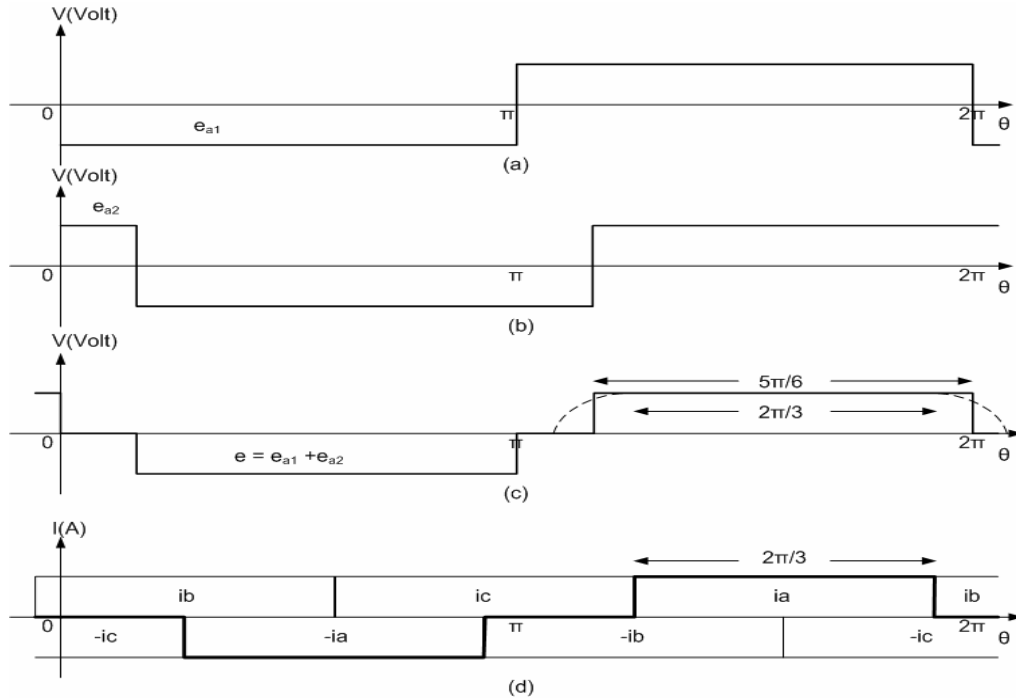 V(Volt)
0 π 2π
e_a1 θ
(a)
V(Volt)
e_a2
0 π 2π
θ
(b)
V(Volt)
5π/6
2π/3
0 π 2π
e = e_a1 +e_a2 θ
(c)
I(A)
2π/3
ib ic ia ib
0 π 2π
-ic -ia -ib -ic θ
(d)